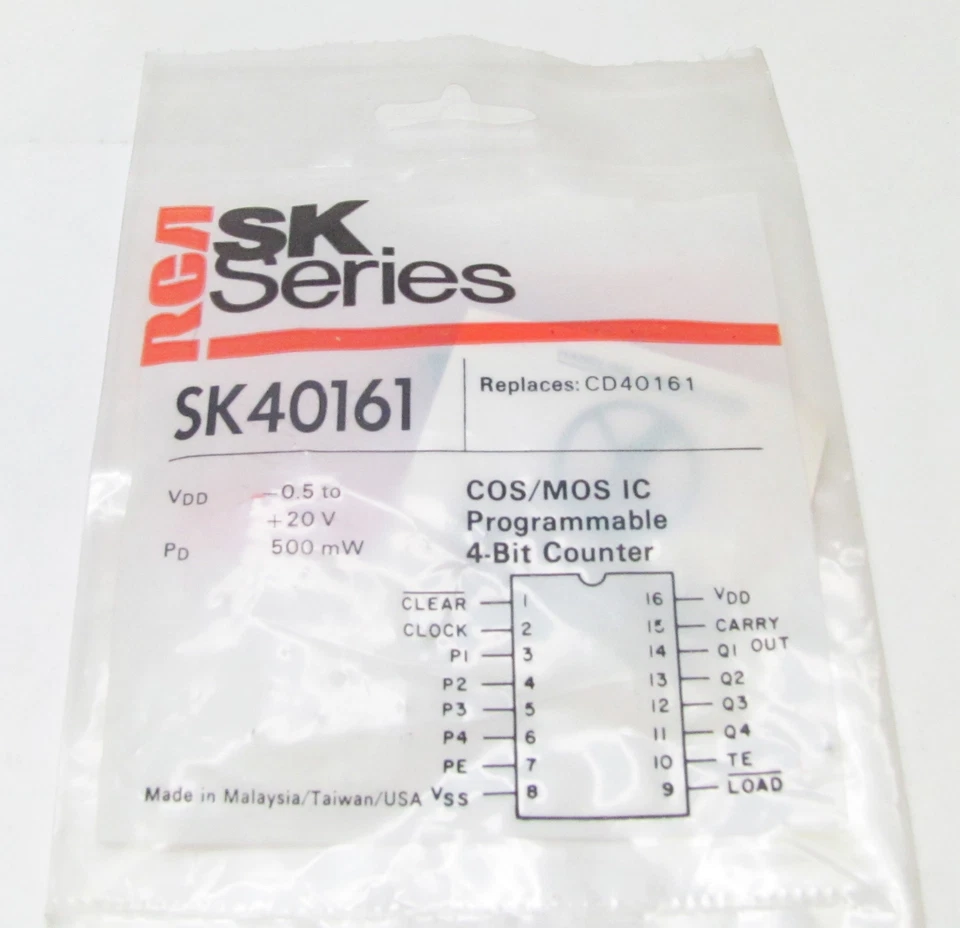 RCA
SK
Series
SK40161
Replaces: CD40161
VDD -0.5 to
+20 V
PD 500 mW
COS/MOS IC
Programmable
4-Bit Counter
CLEAR 1 16 VDD
CLOCK 2 15 CARRY
OUT
P1 3 14 Q1
P2 4 13 Q2
P3 5 12 Q3
P4 6 11 Q4
PE 7 10 TE
VSS 8 9 LOAD
Made in Malaysia/Taiwan/USA